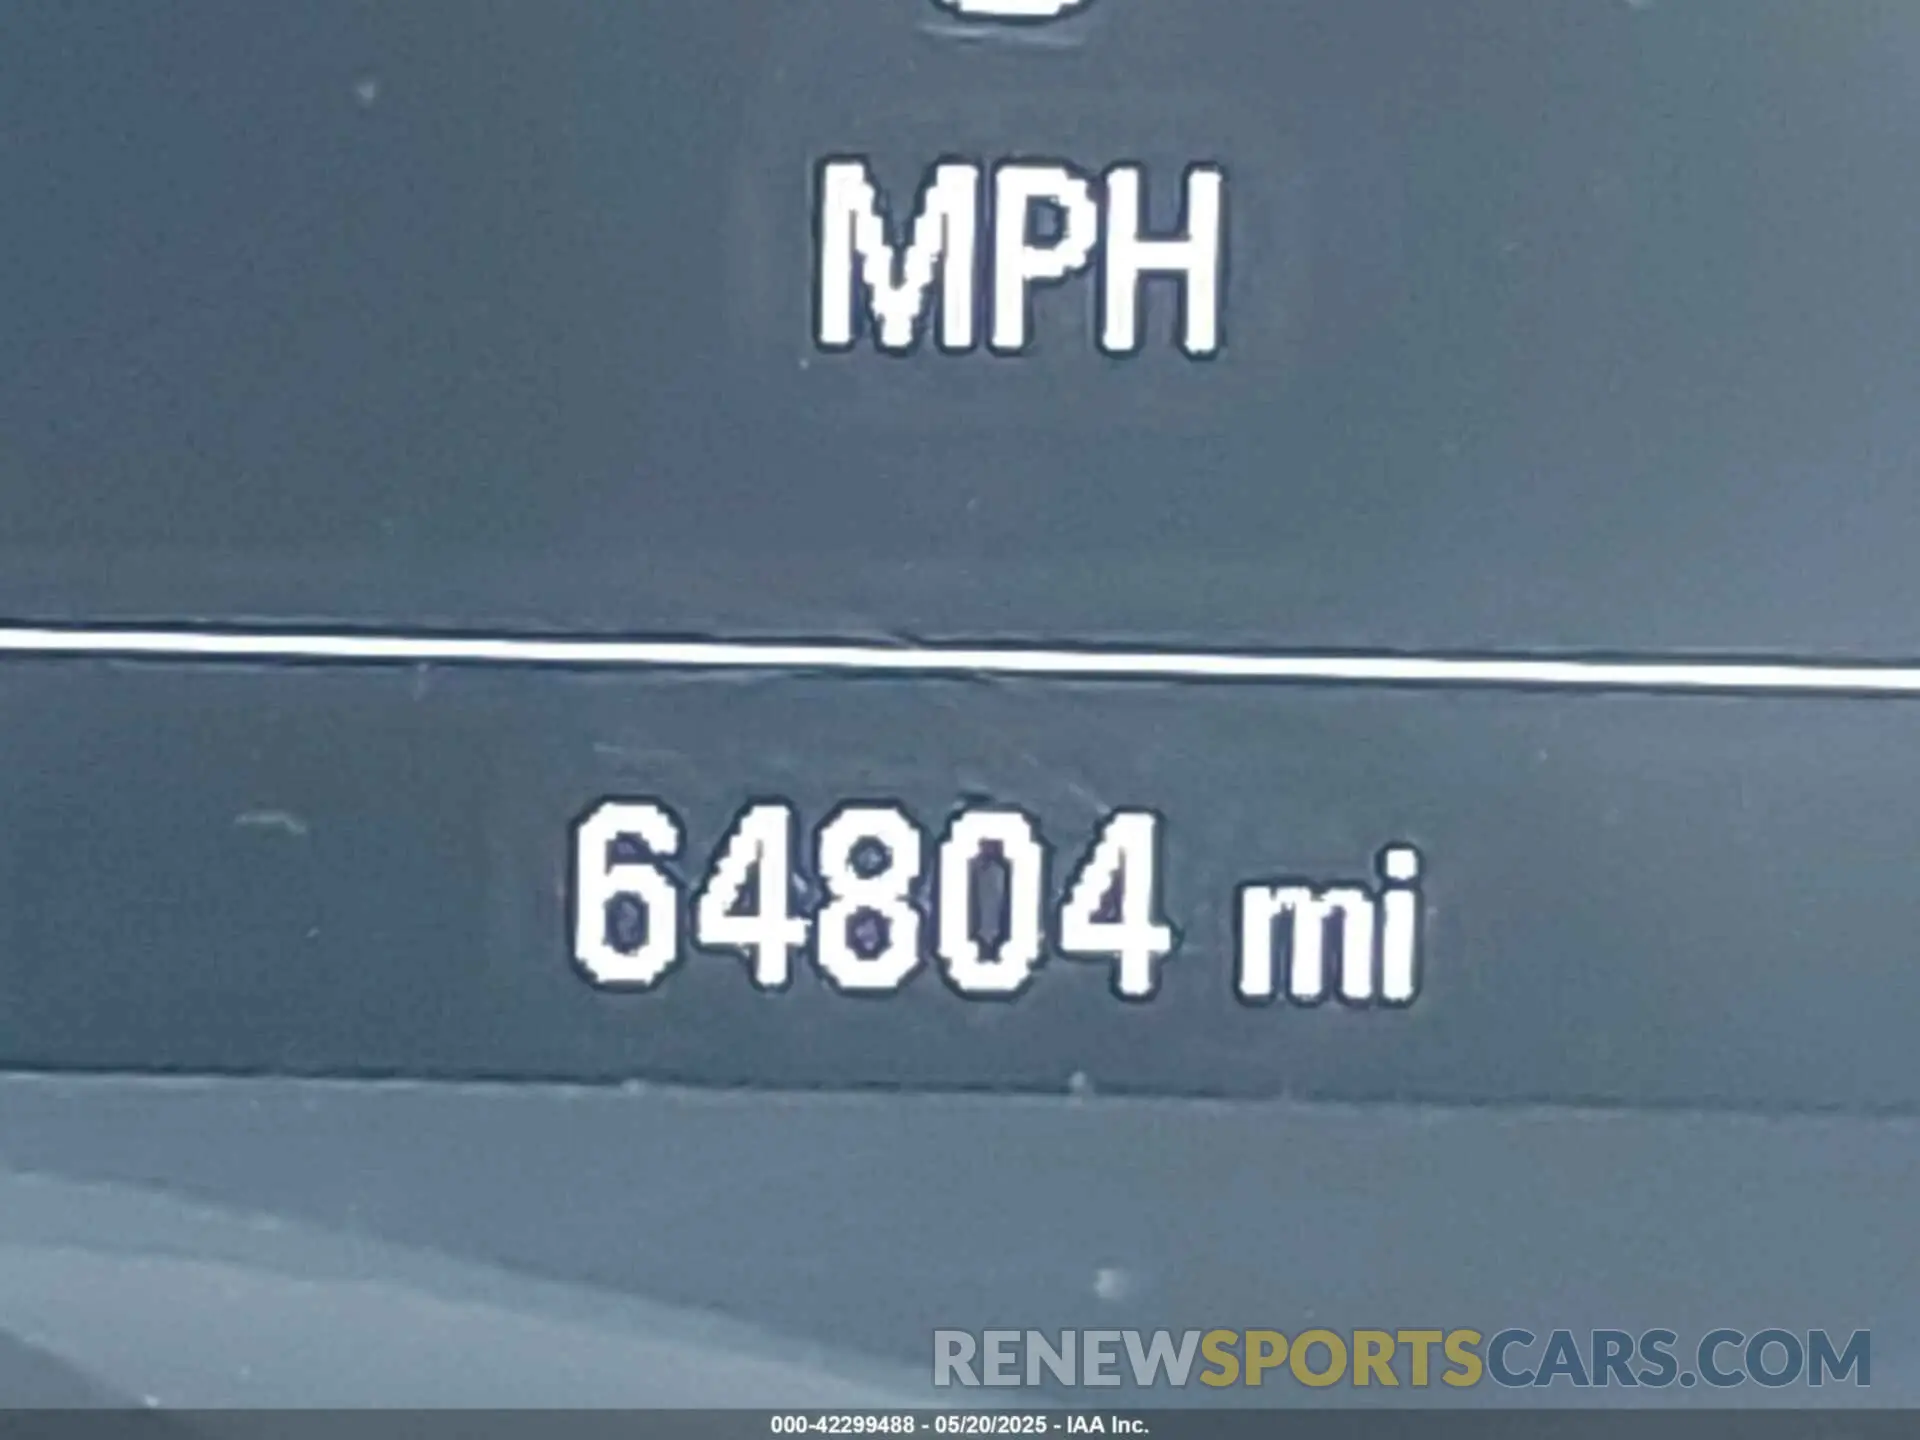 MPH
64804 mi
RENEWSPORTSCARS.COM
000-42299488 - 05/20/2025 - IAA Inc.